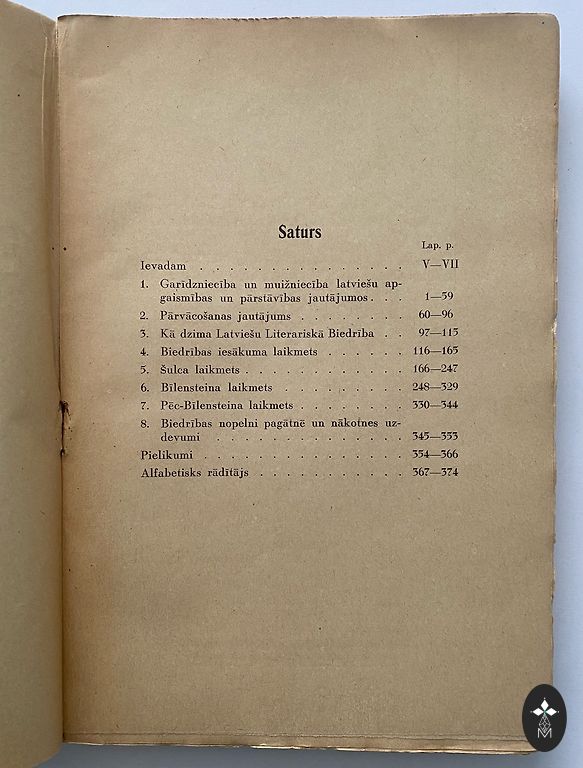 Saturs
Lap. p.
Ievadam . . . . . . . . . . . . . . . V—VII
1. Garīdzniecība un muižniecība latviešu ap-
gaismības un pārstāvības jautājumos . . . 1—59
2. Pārvācošanas jautājums . . . . . . . 60—96
3. Kā dzima Latviešu Literariskā Biedrība . . 97—115
4. Biedrības iesākuma laikmets . . . . . . 116—165
5. Šulca laikmets . . . . . . . . . . . 166—247
6. Bīlensteina laikmets . . . . . . . . . 248—329
7. Pēc-Bīlensteina laikmets . . . . . . . 330—344
8. Biedrības nopelni pagātnē un nākotnes uz-
devumi . . . . . . . . . . . . . 345—353
Pielikumi . . . . . . . . . . . . . . 354—366
Alfabetisks rādītājs . . . . . . . . . . 367—374
M